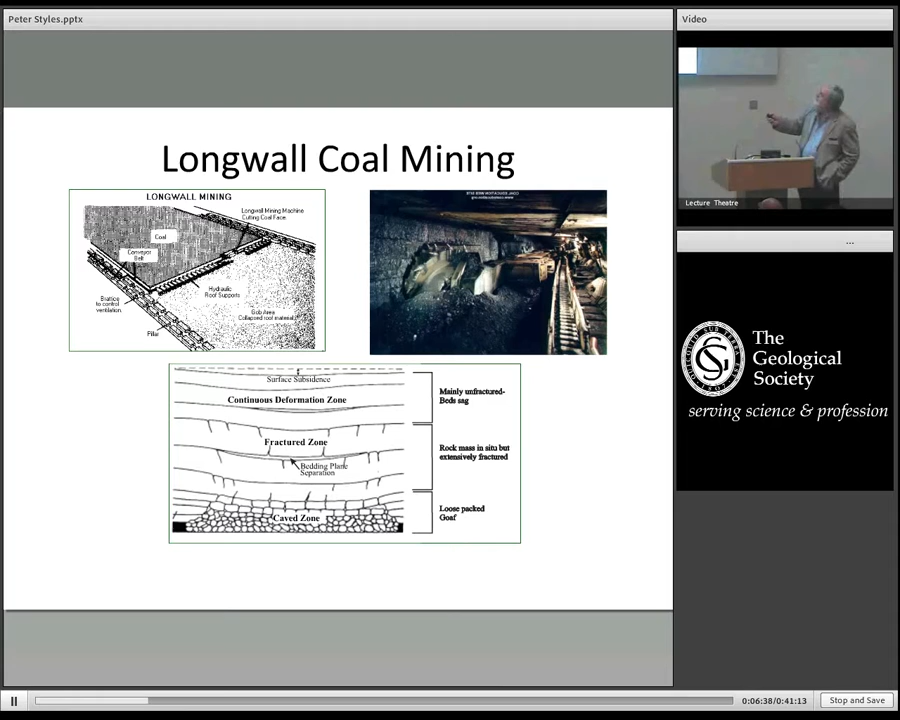 Peter Styles.pptx
Longwall Coal Mining
LONGWALL MINING
Longwall Mining Machine
Cutting Coal Face
Coal
Conveyor
Belt
Hydraulic
Roof Supports
Brattice
to control
ventilation.
Gob Area
Collapsed roof material
Pillar
Surface Subsidence
Continuous Deformation Zone
Mainly unfractured-
Beds sag
Fractured Zone
Bedding Plane
Separation
Rock mass in situ but
extensively fractured
Caved Zone
Loose packed
Goaf
Video
Lecture Theatre
...
The
Geological
Society
serving science & profession
0:06:38/0:41:13
Stop and Save